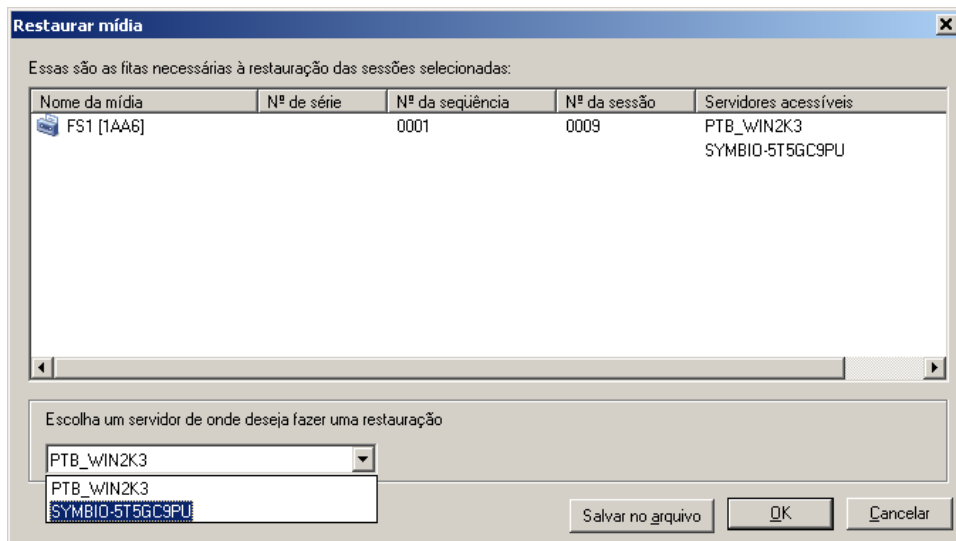 Restaurar mídia
Essas são as fitas necessárias à restauração das sessões selecionadas:
Nome da mídia Nº de série Nº da seqüência Nº da sessão Servidores acessíveis
FS1 [1AA6] 0001 0009 PTB_WIN2K3
SYMBIO-5T5GC9PU
Escolha um servidor de onde deseja fazer uma restauração
PTB_WIN2K3
PTB_WIN2K3
SYMBIO-5T5GC9PU
Salvar no arquivo OK Cancelar